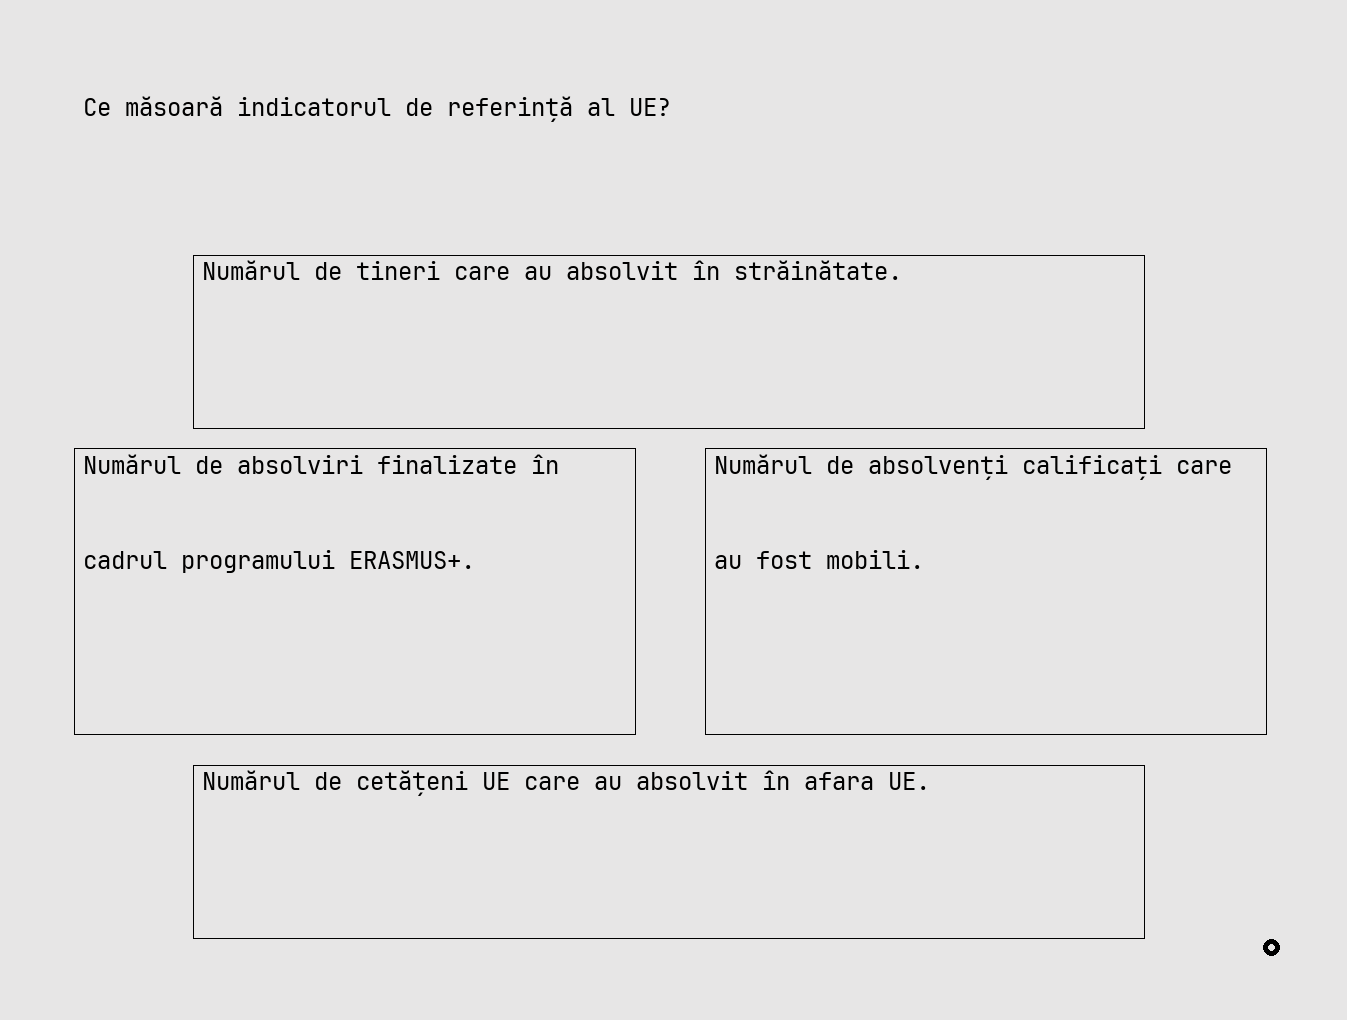 Ce măsoară indicatorul de referință al UE?
Numărul de tineri care au absolvit în străinătate.
Numărul de absolviri finalizate în
cadrul programului ERASMUS+.
Numărul de absolvenți calificați care
au fost mobili.
Numărul de cetățeni UE care au absolvit în afara UE.